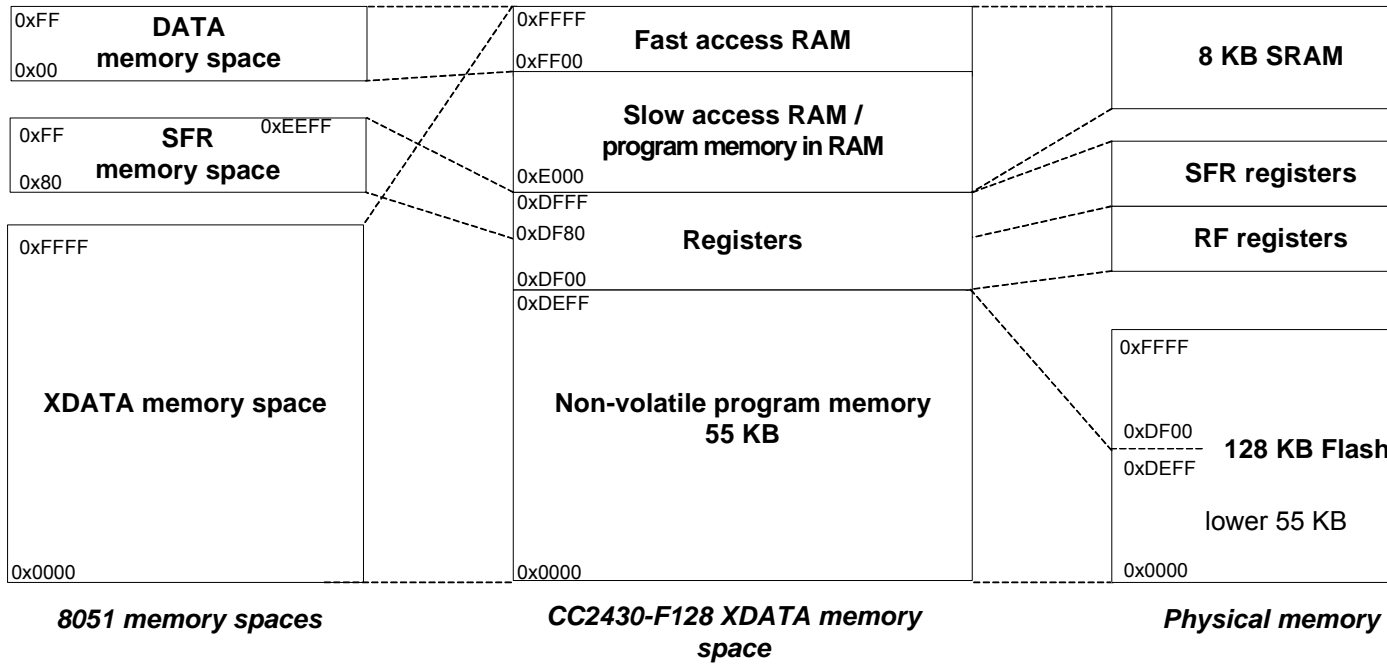 0xFF
DATA
memory space
0x00
0xFF
SFR
0xEEFF
memory space
0x80
0xFFFF
XDATA memory space
0x0000
8051 memory spaces
0xFFFF
Fast access RAM
0xFF00
Slow access RAM /
program memory in RAM
0xE000
0xDFFF
0xDF80
Registers
0xDF00
0xDEFF
Non-volatile program memory
55 KB
0x0000
CC2430-F128 XDATA memory
space
8 KB SRAM
SFR registers
RF registers
0xFFFF
0xDF00
128 KB Flash
0xDEFF
lower 55 KB
0x0000
Physical memory